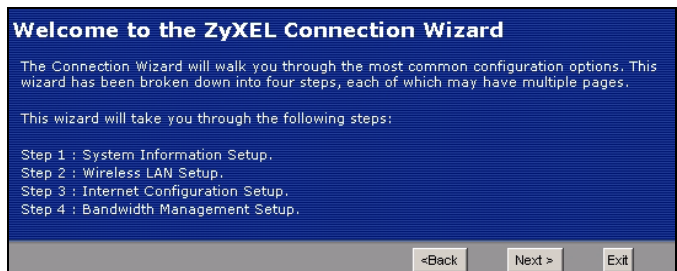 Welcome to the ZyXEL Connection Wizard
The Connection Wizard will walk you through the most common configuration options. This
wizard has been broken down into four steps, each of which may have multiple pages.
This wizard will take you through the following steps:
Step 1 : System Information Setup.
Step 2 : Wireless LAN Setup.
Step 3 : Internet Configuration Setup.
Step 4 : Bandwidth Management Setup.
<Back Next > Exit